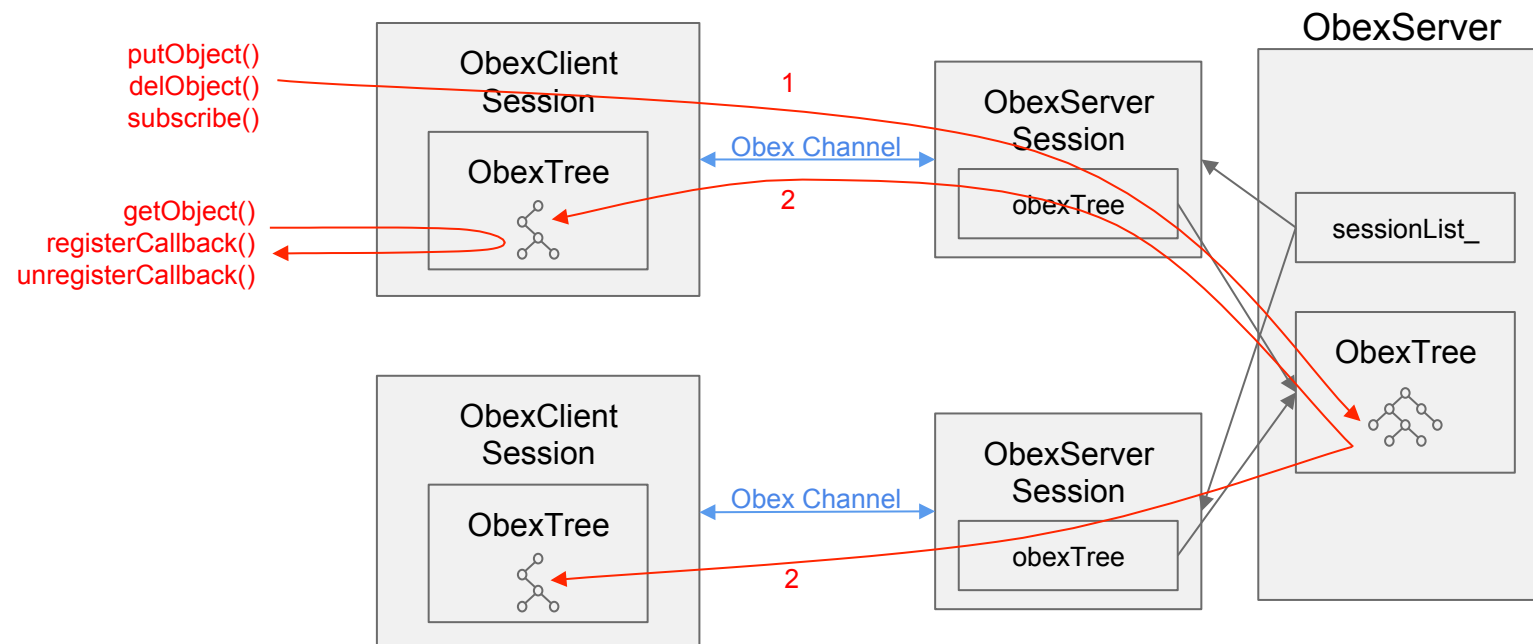 ObexServer
putObject()
delObject()
subscribe()
ObexClient
Session
1
ObexServer
Session
Obex Channel
ObexTree
2
obexTree
getObject()
registerCallback()
unregisterCallback()
sessionList_
ObexTree
ObexClient
Session
ObexServer
Session
Obex Channel
ObexTree
obexTree
2